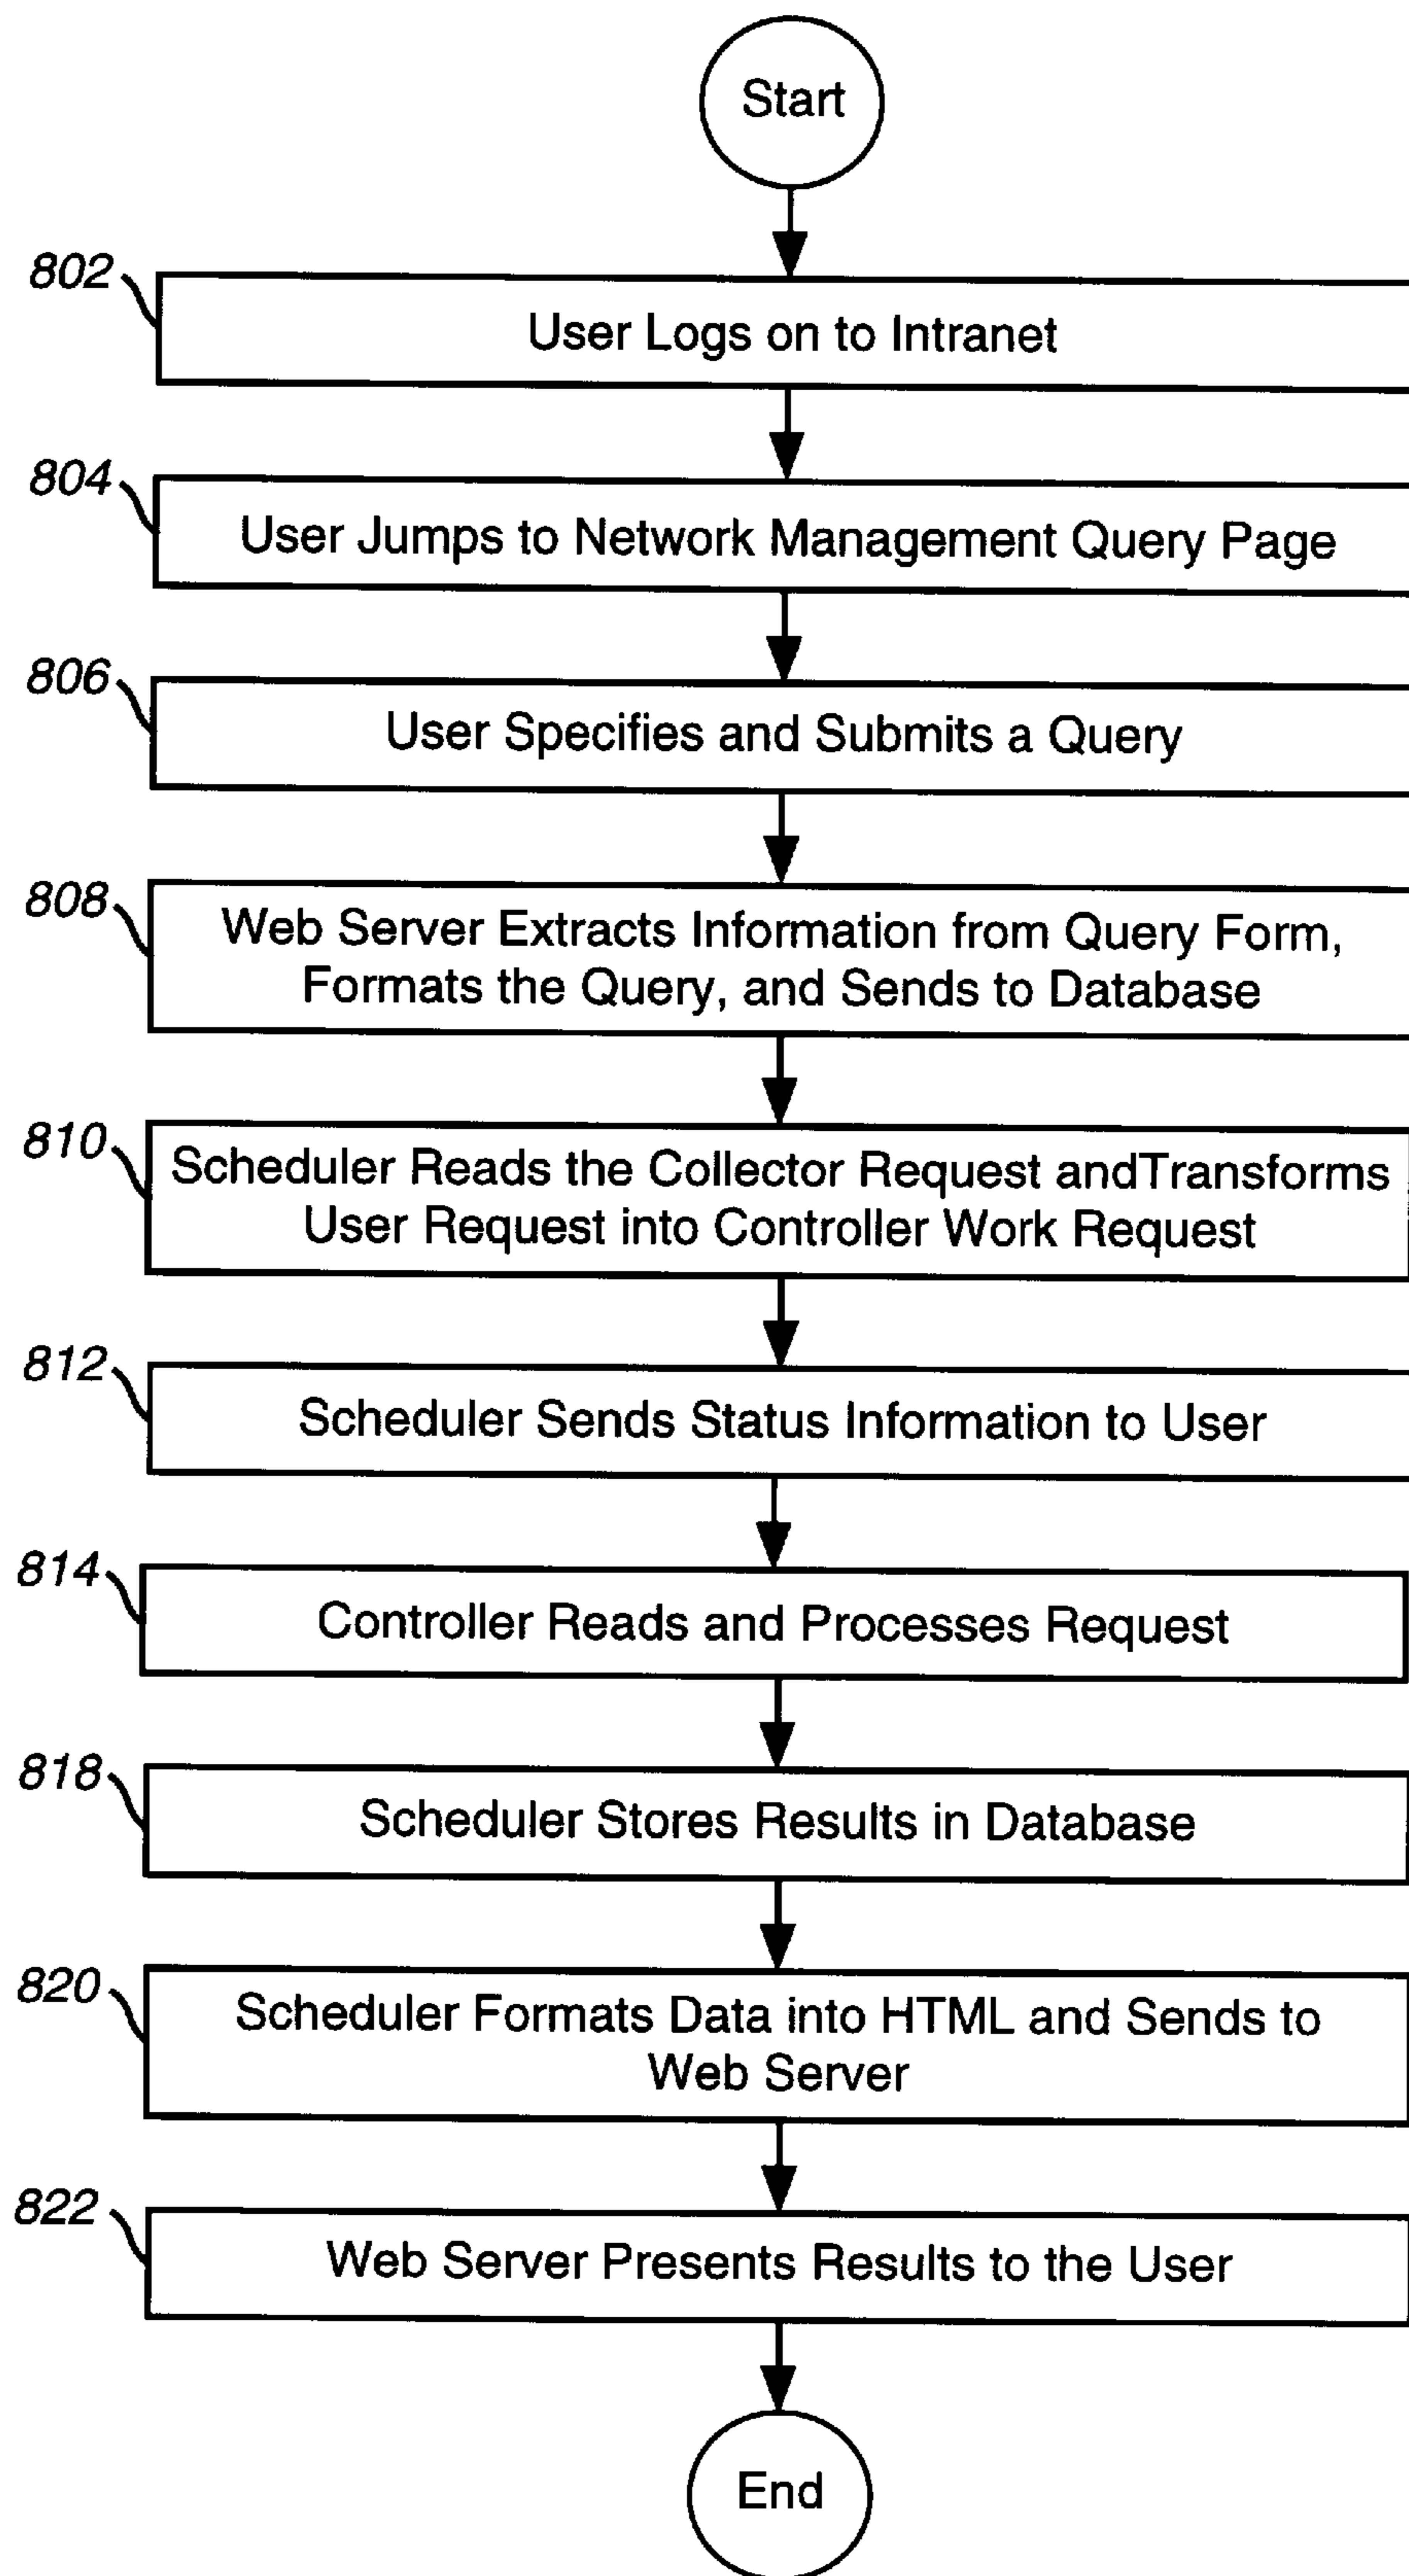 Start
802
User Logs on to Intranet
804
User Jumps to Network Management Query Page
806
User Specifies and Submits a Query
808
Web Server Extracts Information from Query Form,
Formats the Query, and Sends to Database
810
Scheduler Reads the Collector Request andTransforms
User Request into Controller Work Request
812
Scheduler Sends Status Information to User
814
Controller Reads and Processes Request
818
Scheduler Stores Results in Database
820
Scheduler Formats Data into HTML and Sends to
Web Server
822
Web Server Presents Results to the User
End